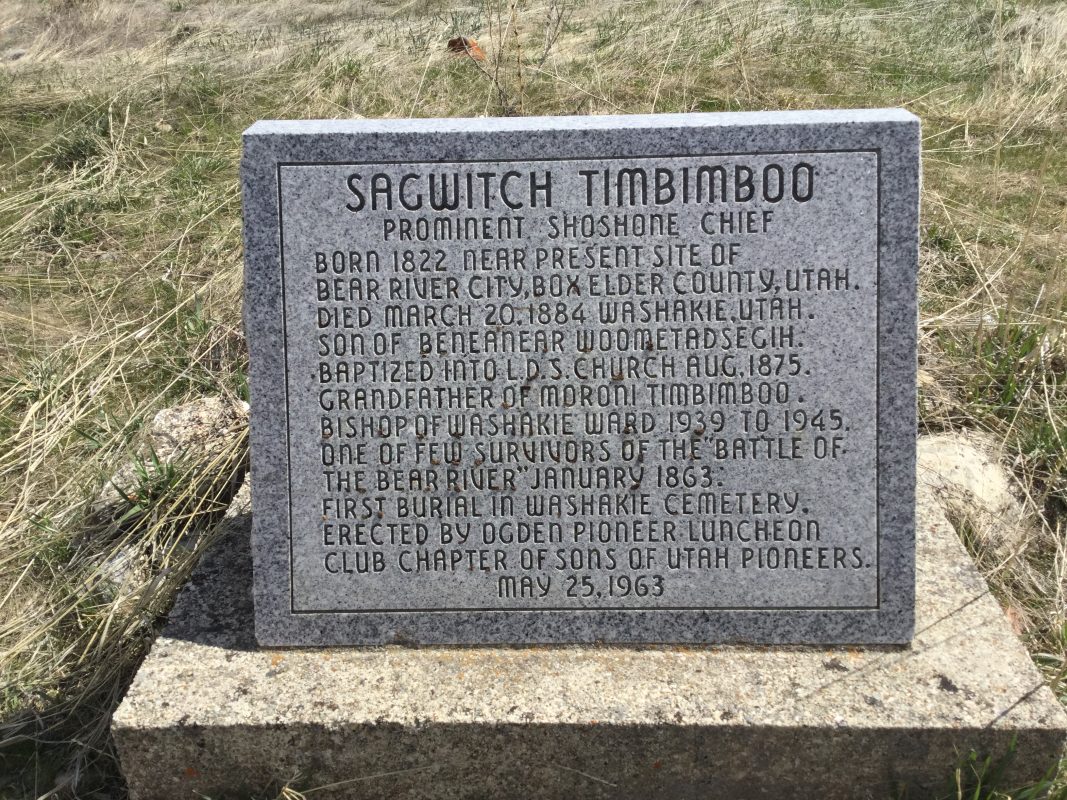 SAGWITCH TIMBIMBOO
PROMINENT SHOSHONE CHIEF
BORN 1822 NEAR PRESENT SITE OF
BEAR RIVER CITY, BOX ELDER COUNTY, UTAH.
DIED MARCH 20, 1884 WASHAKIE, UTAH.
SON OF BENEANEAR WOOMETADSEGIH.
BAPTIZED INTO L.D.S. CHURCH AUG. 1875.
GRANDFATHER OF MORONI TIMBIMBOO.
BISHOP OF WASHAKIE WARD 1939 TO 1945.
ONE OF FEW SURVIVORS OF THE "BATTLE OF
THE BEAR RIVER" JANUARY 1863.
FIRST BURIAL IN WASHAKIE CEMETERY.
ERECTED BY OGDEN PIONEER LUNCHEON
CLUB CHAPTER OF SONS OF UTAH PIONEERS.
MAY 25, 1963